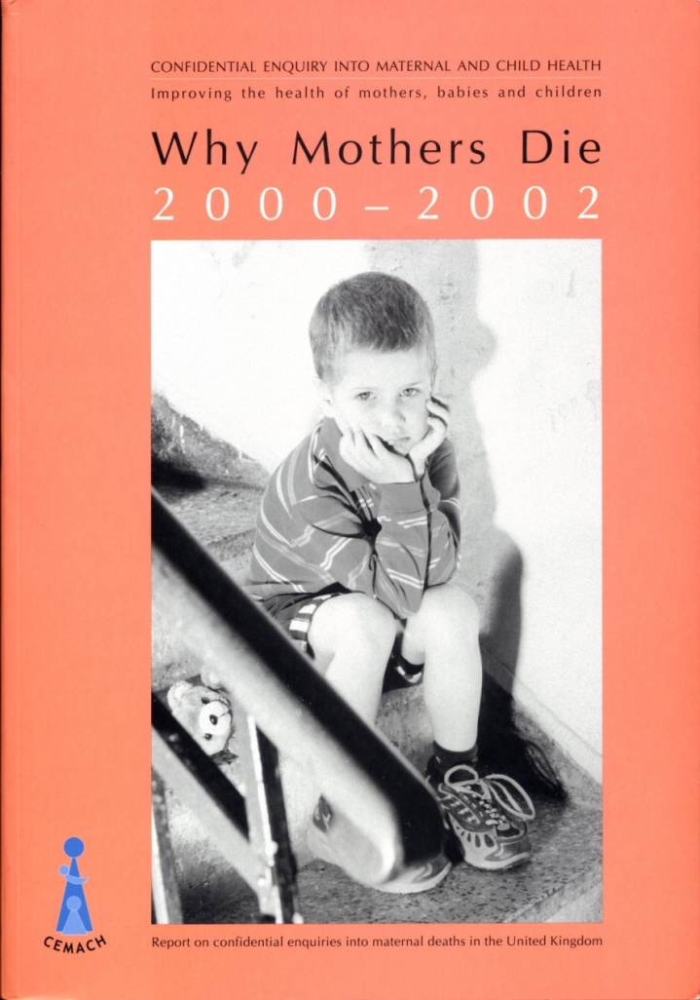 CONFIDENTIAL ENQUIRY INTO MATERNAL AND CHILD HEALTH
Improving the health of mothers, babies and children
Why Mothers Die
2000–2002
CEMACH
Report on confidential enquiries into maternal deaths in the United Kingdom